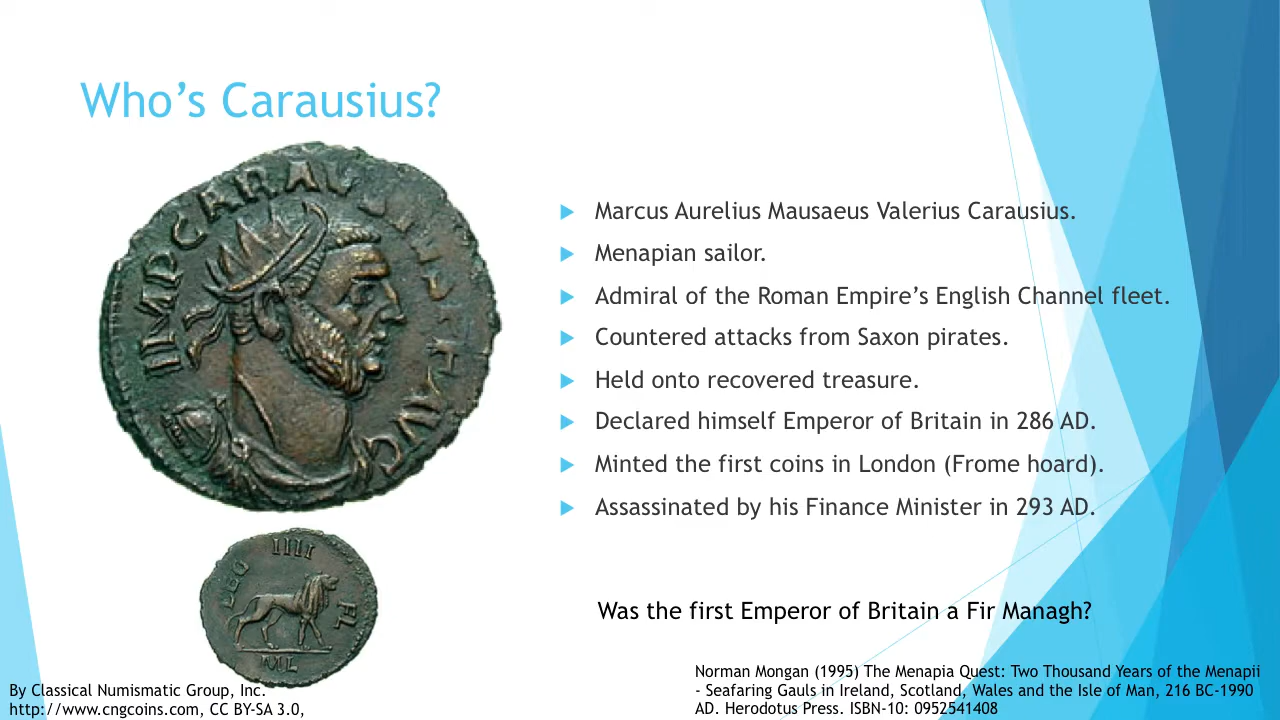 Who’s Carausius?
IMP CARAVSIVS P F AVG
Marcus Aurelius Mausaeus Valerius Carausius.
Menapian sailor.
Admiral of the Roman Empire’s English Channel fleet.
Countered attacks from Saxon pirates.
Held onto recovered treasure.
Declared himself Emperor of Britain in 286 AD.
Minted the first coins in London (Frome hoard).
Assassinated by his Finance Minister in 293 AD.
LEG IIII FL
ML
Was the first Emperor of Britain a Fir Managh?
By Classical Numismatic Group, Inc.
http://www.cngcoins.com, CC BY-SA 3.0,
Norman Mongan (1995) The Menapia Quest: Two Thousand Years of the Menapii
- Seafaring Gauls in Ireland, Scotland, Wales and the Isle of Man, 216 BC-1990
AD. Herodotus Press. ISBN-10: 0952541408